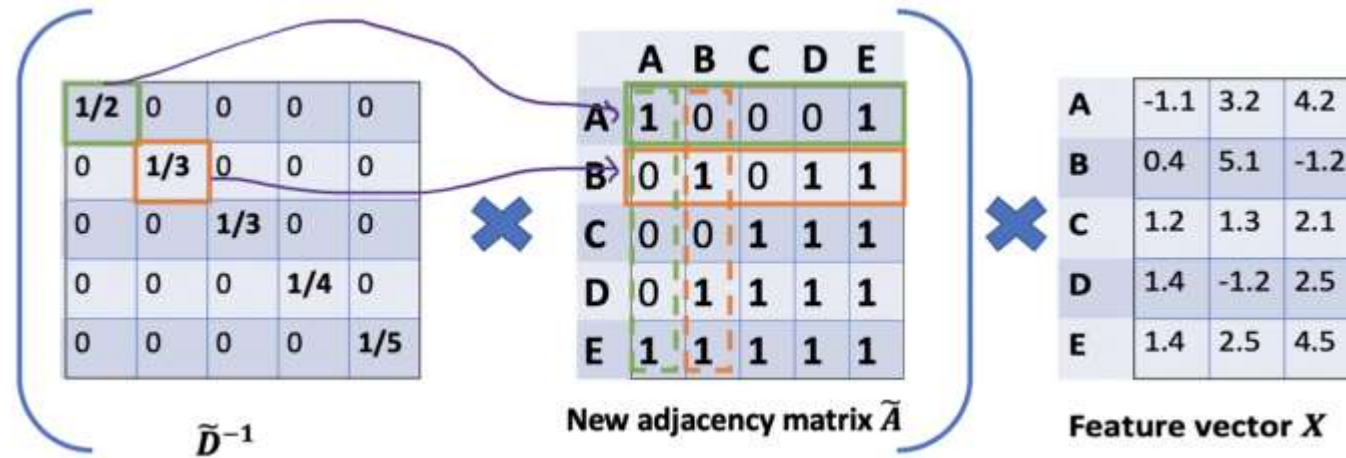 A B C D E
1/2 0 0 0 0
0 1/3 0 0 0
0 0 1/3 0 0
0 0 0 1/4 0
0 0 0 0 1/5
D̃⁻¹
A 1 0 0 0 1
B 0 1 0 1 1
C 0 0 1 1 1
D 0 1 1 1 1
E 1 1 1 1 1
New adjacency matrix Ã
A -1.1 3.2 4.2
B 0.4 5.1 -1.2
C 1.2 1.3 2.1
D 1.4 -1.2 2.5
E 1.4 2.5 4.5
Feature vector X